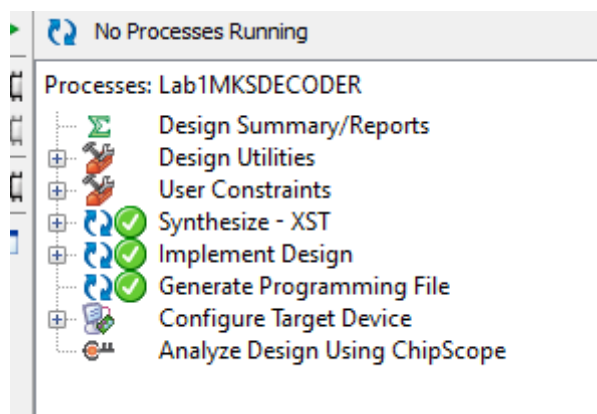 No Processes Running
Processes: Lab1MKSDECODER
Design Summary/Reports
Design Utilities
User Constraints
Synthesize - XST
Implement Design
Generate Programming File
Configure Target Device
Analyze Design Using ChipScope